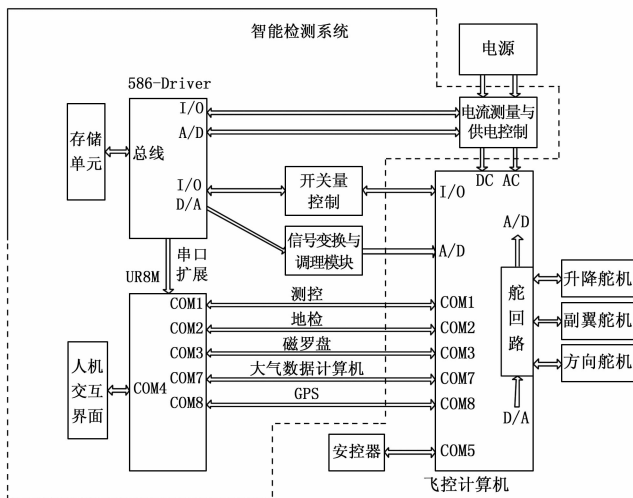 智能检测系统
电源
586-Driver
I/O
A/D
总线
I/O
D/A
存储
单元
电流测量与
供电控制
开关量
控制
信号变换与
调理模块
DC AC
I/O
A/D
A/D
舵
回
路
D/A
升降舵机
副翼舵机
方向舵机
串口
扩展
UR8M
COM1
COM2
COM3
COM4
COM7
COM8
测控
地检
磁罗盘
大气数据计算机
GPS
COM1
COM2
COM3
COM7
COM8
COM5
人机
交互
界面
安控器
飞控计算机